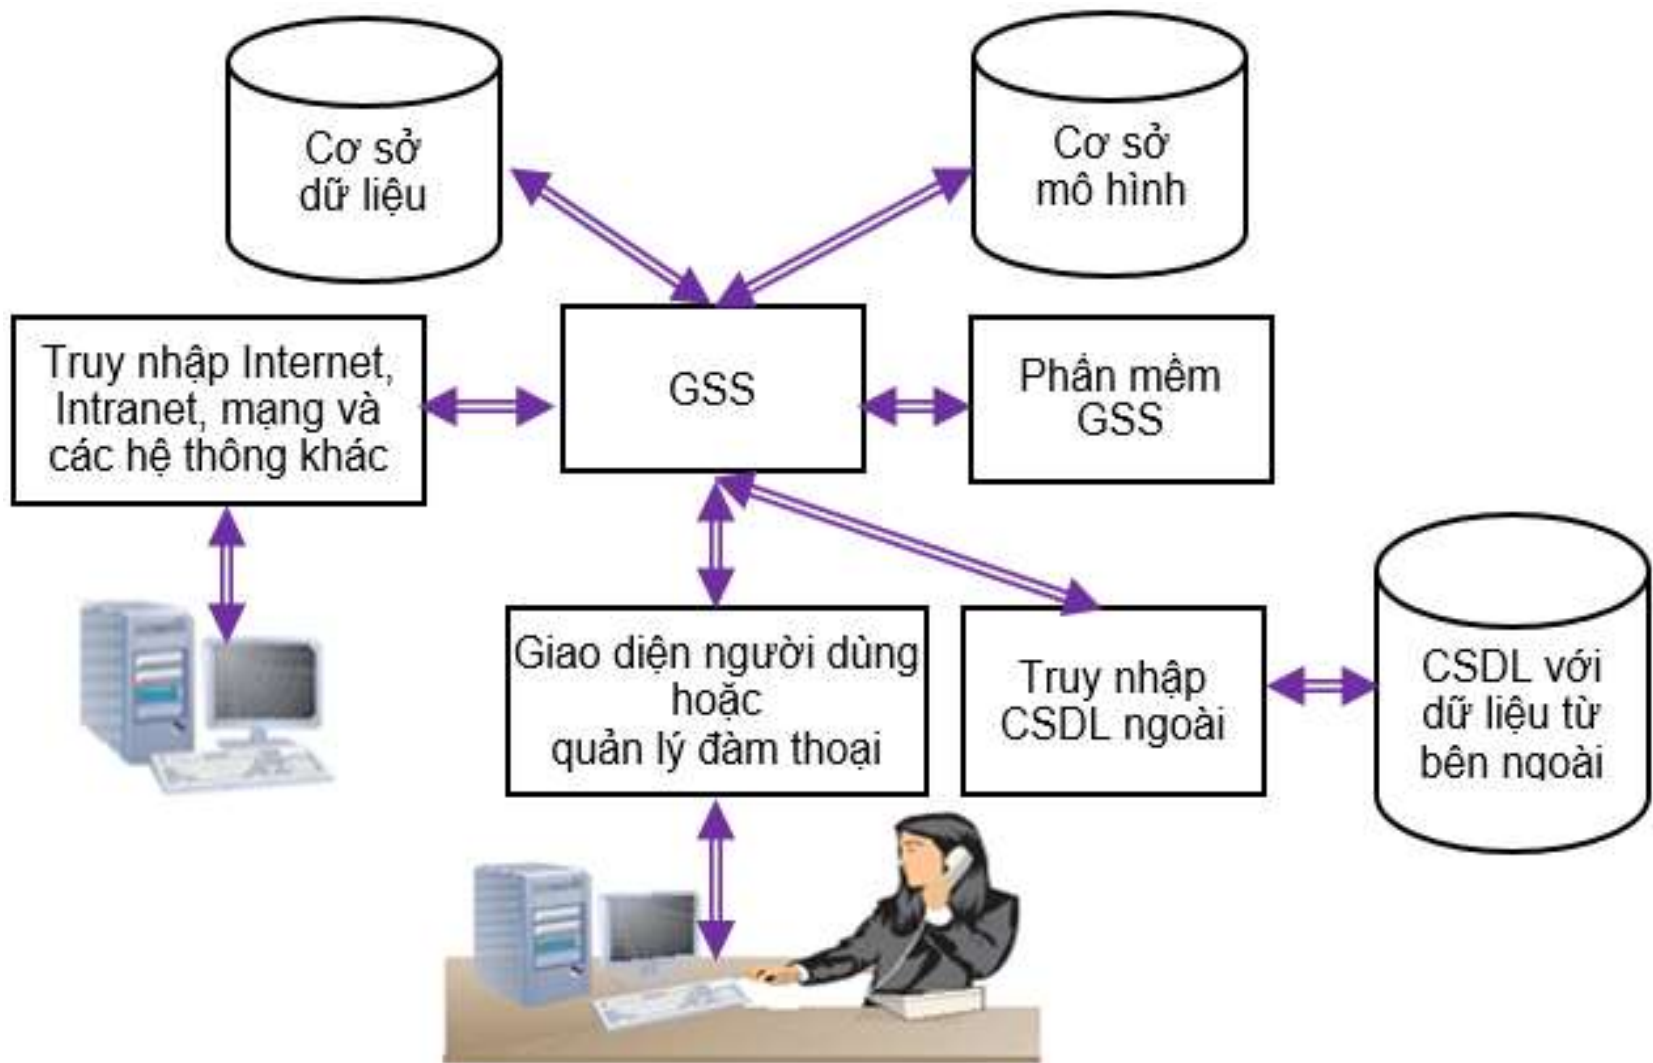 Cơ sở
dữ liệu
Cơ sở
mô hình
Truy nhập Internet,
Intranet, mạng và
các hệ thông khác
GSS
Phân mêm
GSS
Giao diện người dùng
hoặc
quản lý đàm thoại
Truy nhập
CSDL ngoài
CSDL với
dữ liệu từ
bên ngoài